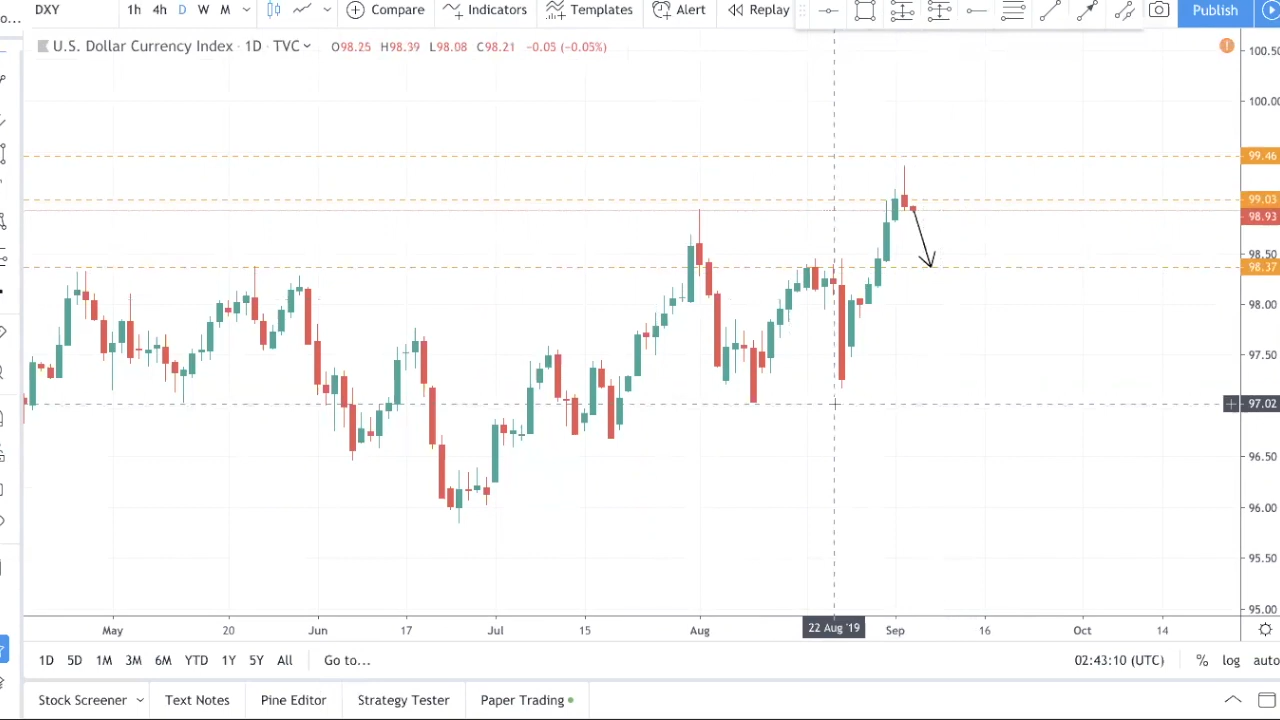 DXY 1h 4h D W M Compare Indicators Templates Alert Replay Publish
U.S. Dollar Currency Index · 1D · TVC O98.25 H98.39 L98.08 C98.21 −0.05 (−0.05%)
100.50
100.00
99.46
99.03
98.93
98.50
98.37
98.00
97.50
97.02
96.50
96.00
95.50
95.00
May 20 Jun 17 Jul 15 Aug 22 Aug '19 Sep 16 Oct 14
1D 5D 1M 3M 6M YTD 1Y 5Y All Go to... 02:43:10 (UTC) % log auto
Stock Screener Text Notes Pine Editor Strategy Tester Paper Trading